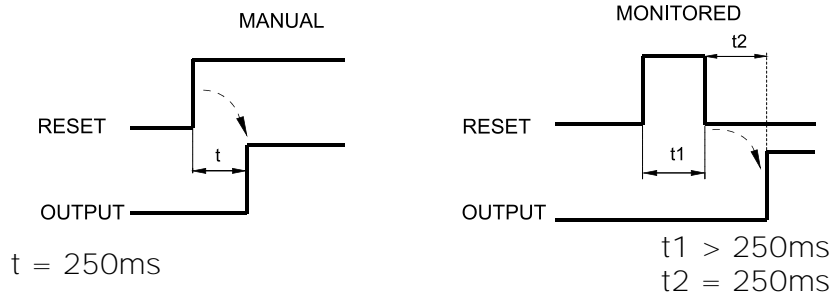 MANUAL
RESET
t
OUTPUT
t = 250ms
MONITORED
t2
RESET
t1
OUTPUT
t1 > 250ms
t2 = 250ms